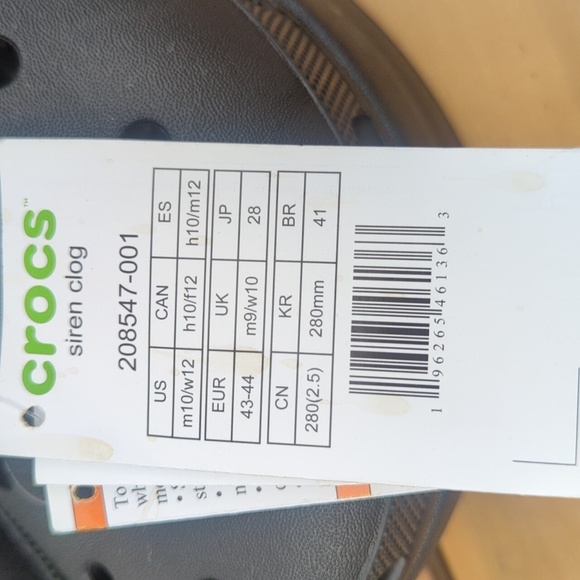 crocs™
siren clog
208547-001
US CAN ES
m10/w12 h10/f12 h10/m12
EUR UK JP
43-44 m9/w10 28
CN KR BR
280(2.5) 280mm 41
1 96265 46136 3
To